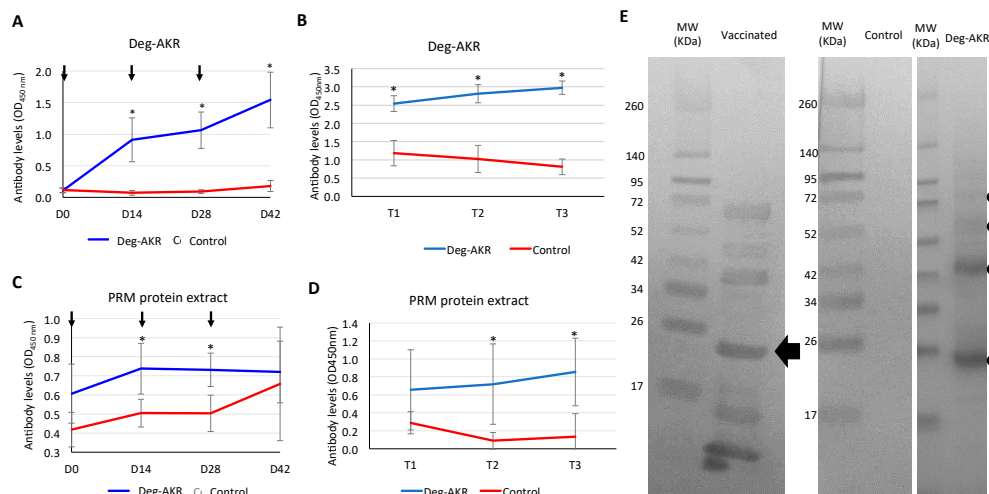 A
Deg-AKR
Antibody levels (OD450 nm)
2.0
1.5
1.0
0.5
0.0
*
*
*
D0 D14 D28 D42
Deg-AKR Control
B
Deg-AKR
Antibody levels (OD450nm)
3.5
3.0
2.5
2.0
1.5
1.0
0.5
0.0
*
*
*
T1 T2 T3
Deg-AKR Control
C
PRM protein extract
Antibody levels (OD450 nm)
1.0
0.9
0.8
0.7
0.6
0.5
0.4
0.3
*
*
D0 D14 D28 D42
Deg-AKR Control
D
PRM protein extract
Antibody levels (OD450nm)
1.4
1.2
1.0
0.8
0.6
0.4
0.2
0.0
*
*
T1 T2 T3
Deg-AKR Control
E
MW
(KDa)
Vaccinated
260
140
95
72
52
42
34
26
17
MW
(KDa)
Control
260
140
95
72
52
42
34
26
17
MW
(KDa)
Deg-AKR